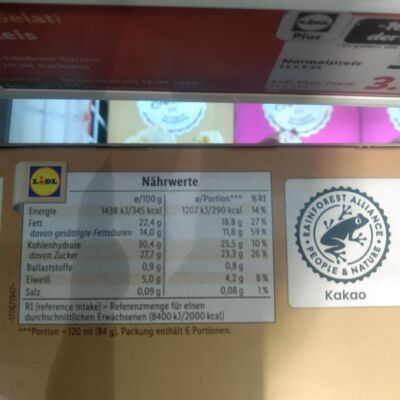 Gelati
eis
Plus
Normalpreis
3.
LIDL
Nährwerte
ø/100 g ø/Portion*** %RI
Energie 1438 kJ/345 kcal 1207 kJ/290 kcal 14 %
Fett 22,4 g 18,8 g 27 %
davon gesättigte Fettsäuren 14,0 g 11,8 g 59 %
Kohlenhydrate 30,4 g 25,5 g 10 %
davon Zucker 27,7 g 23,3 g 26 %
Ballaststoffe 0,9 g 0,8 g
Eiweiß 5,0 g 4,2 g 8 %
Salz 0,09 g 0,08 g 1 %
RI (reference intake) = Referenzmenge für einen
durchschnittlichen Erwachsenen (8400 kJ/2000 kcal)
***Portion = 120 ml (84 g). Packung enthält 6 Portionen.
RAINFOREST ALLIANCE
PEOPLE & NATURE
Kakao